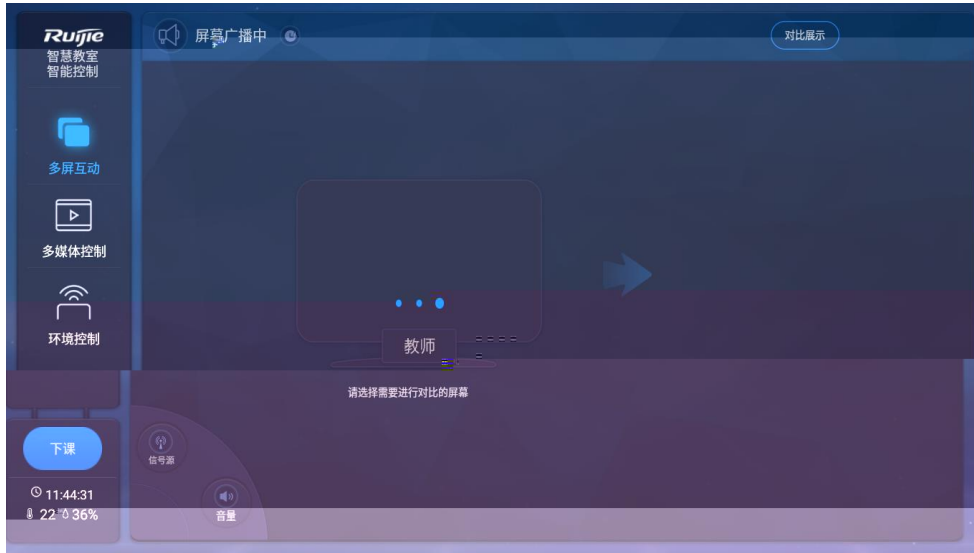 Ruijie
智慧教室
智能控制
屏幕广播中
对比展示
多屏互动
多媒体控制
环境控制
教师
请选择需要进行对比的屏幕
下课
信号源
音量
11:44:31
22 36%